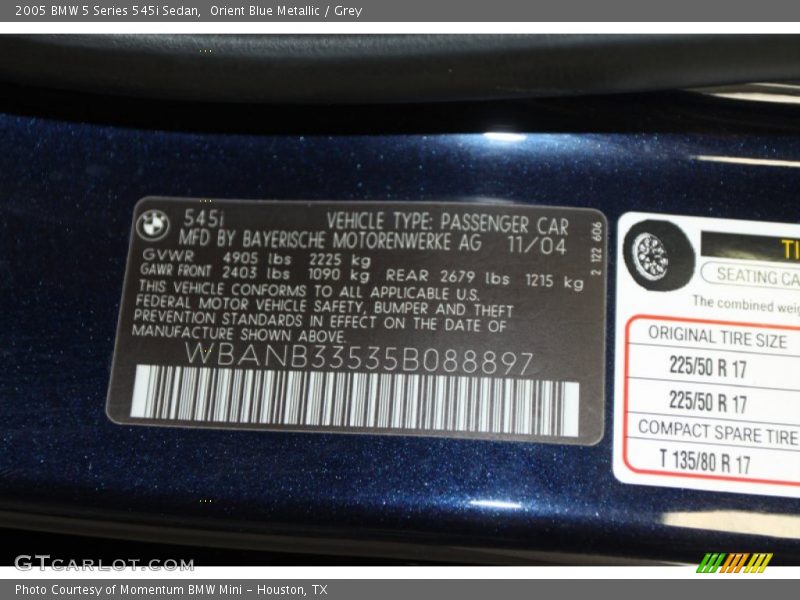 2005 BMW 5 Series 545i Sedan, Orient Blue Metallic / Grey
545i VEHICLE TYPE: PASSENGER CAR
MFD BY BAYERISCHE MOTORENWERKE AG 11/04
GVWR 4905 lbs 2225 kg
GAWR FRONT 2403 lbs 1090 kg REAR 2679 lbs 1215 kg
THIS VEHICLE CONFORMS TO ALL APPLICABLE U.S.
FEDERAL MOTOR VEHICLE SAFETY, BUMPER AND THEFT
PREVENTION STANDARDS IN EFFECT ON THE DATE OF
MANUFACTURE SHOWN ABOVE.
WBANB33535B088897
2 122 606
TI
SEATING CA
The combined weig
ORIGINAL TIRE SIZE
225/50 R 17
225/50 R 17
COMPACT SPARE TIRE
T 135/80 R 17
GTCARLOT.COM
Photo Courtesy of Momentum BMW Mini - Houston, TX